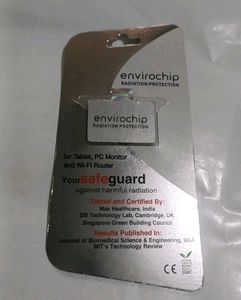 envirochip
RADIATION PROTECTION
envirochip
RADIATION PROTECTION
for Tablet, PC Monitor
and Wi-Fi Router
Your safeguard
against harmful radiation
Tested and Certified By:
Max Healthcare, India
DB Technology Lab, Cambridge, UK
Singapore Green Building Council
Results Published In:
Journal of Biomedical Science & Engineering, USA
MIT's Technology Review
CE
SGBC